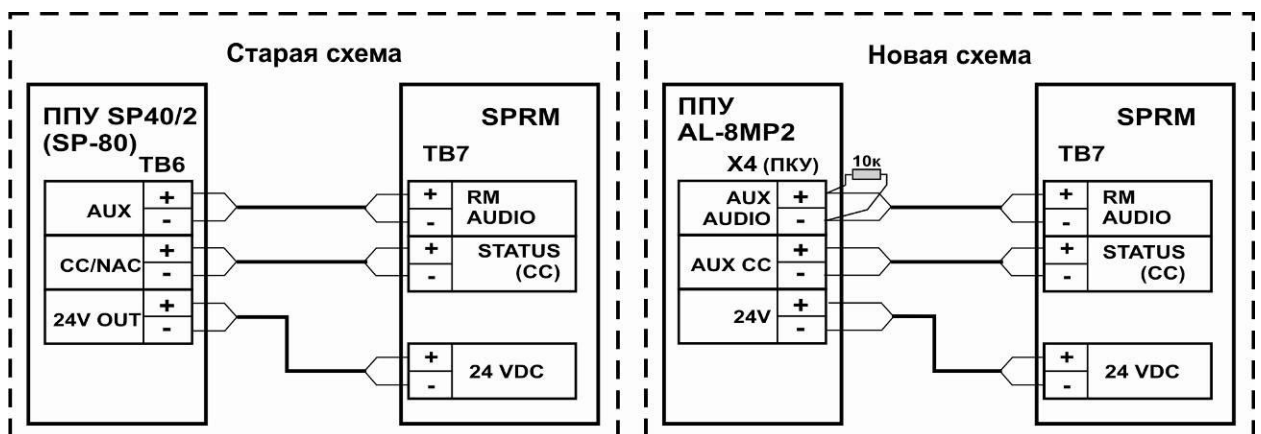 Старая схема
ППУ SP40/2
(SP-80)
TB6
AUX
+
-
CC/NAC
+
-
24V OUT
+
-
SPRM
TB7
+
-
RM
AUDIO
+
-
STATUS
(CC)
+
-
24 VDC
Новая схема
ППУ
AL-8MP2
X4 (ПКУ)
10к
AUX
AUDIO
+
-
AUX CC
+
-
24V
+
-
SPRM
TB7
+
-
RM
AUDIO
+
-
STATUS
(CC)
+
-
24 VDC